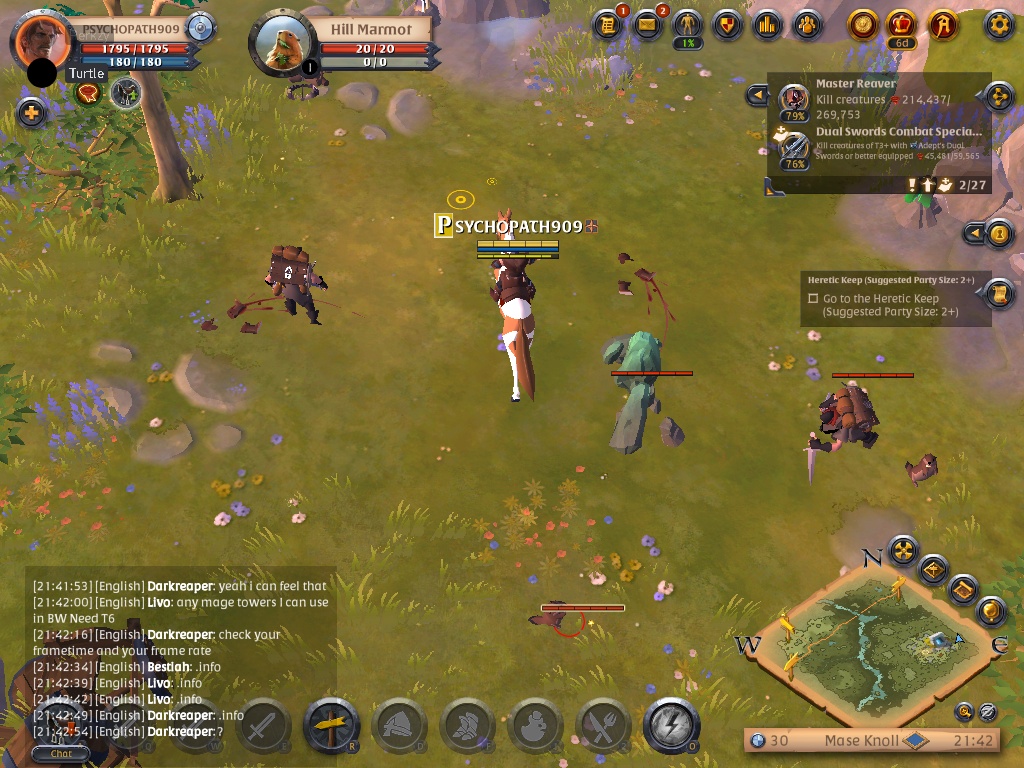 PSYCHOPATH909
1795 / 1795
180 / 180
Turtle
Hill Marmot
20 / 20
0 / 0
I
1
2
1%
6d
Master Reaver
Kill creatures 214,437/
269,753
79%
Dual Swords Combat Specia...
Kill creatures of T3+ with Adept's Dual
Swords or better equipped 45,481/59,565
76%
2/27
PSYCHOPATH909
Heretic Keep (Suggested Party Size: 2+)
Go to the Heretic Keep
(Suggested Party Size: 2+)
[21:41:53] [English] Darkreaper: yeah i can feel that
[21:42:00] [English] Livo: any mage towers I can use
in BW Need T6
[21:42:16] [English] Darkreaper: check your
frametime and your frame rate
[21:42:34] [English] Bestiah: .info
[21:42:39] [English] Livo: .info
[21:42:42] [English] Livo: .info
[21:42:49] [English] Darkreaper: .info
[21:42:54] [English] Darkreaper: ?
Chat
Q
W
E
R
D
F
O
N
W
E
30
Mase Knoll
21:42